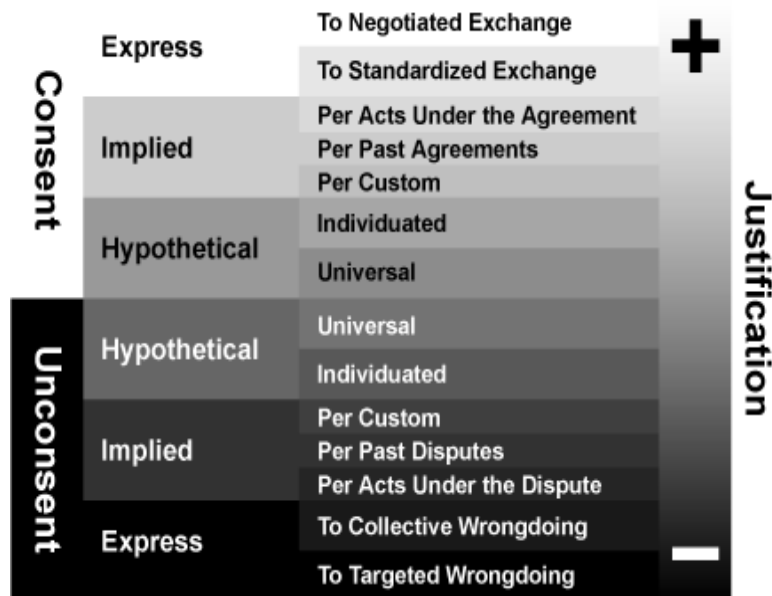 Consent
Express
To Negotiated Exchange
To Standardized Exchange
Implied
Per Acts Under the Agreement
Per Past Agreements
Per Custom
Hypothetical
Individuated
Universal
Unconsent
Hypothetical
Universal
Individuated
Implied
Per Custom
Per Past Disputes
Per Acts Under the Dispute
Express
To Collective Wrongdoing
To Targeted Wrongdoing
+
Justification
−